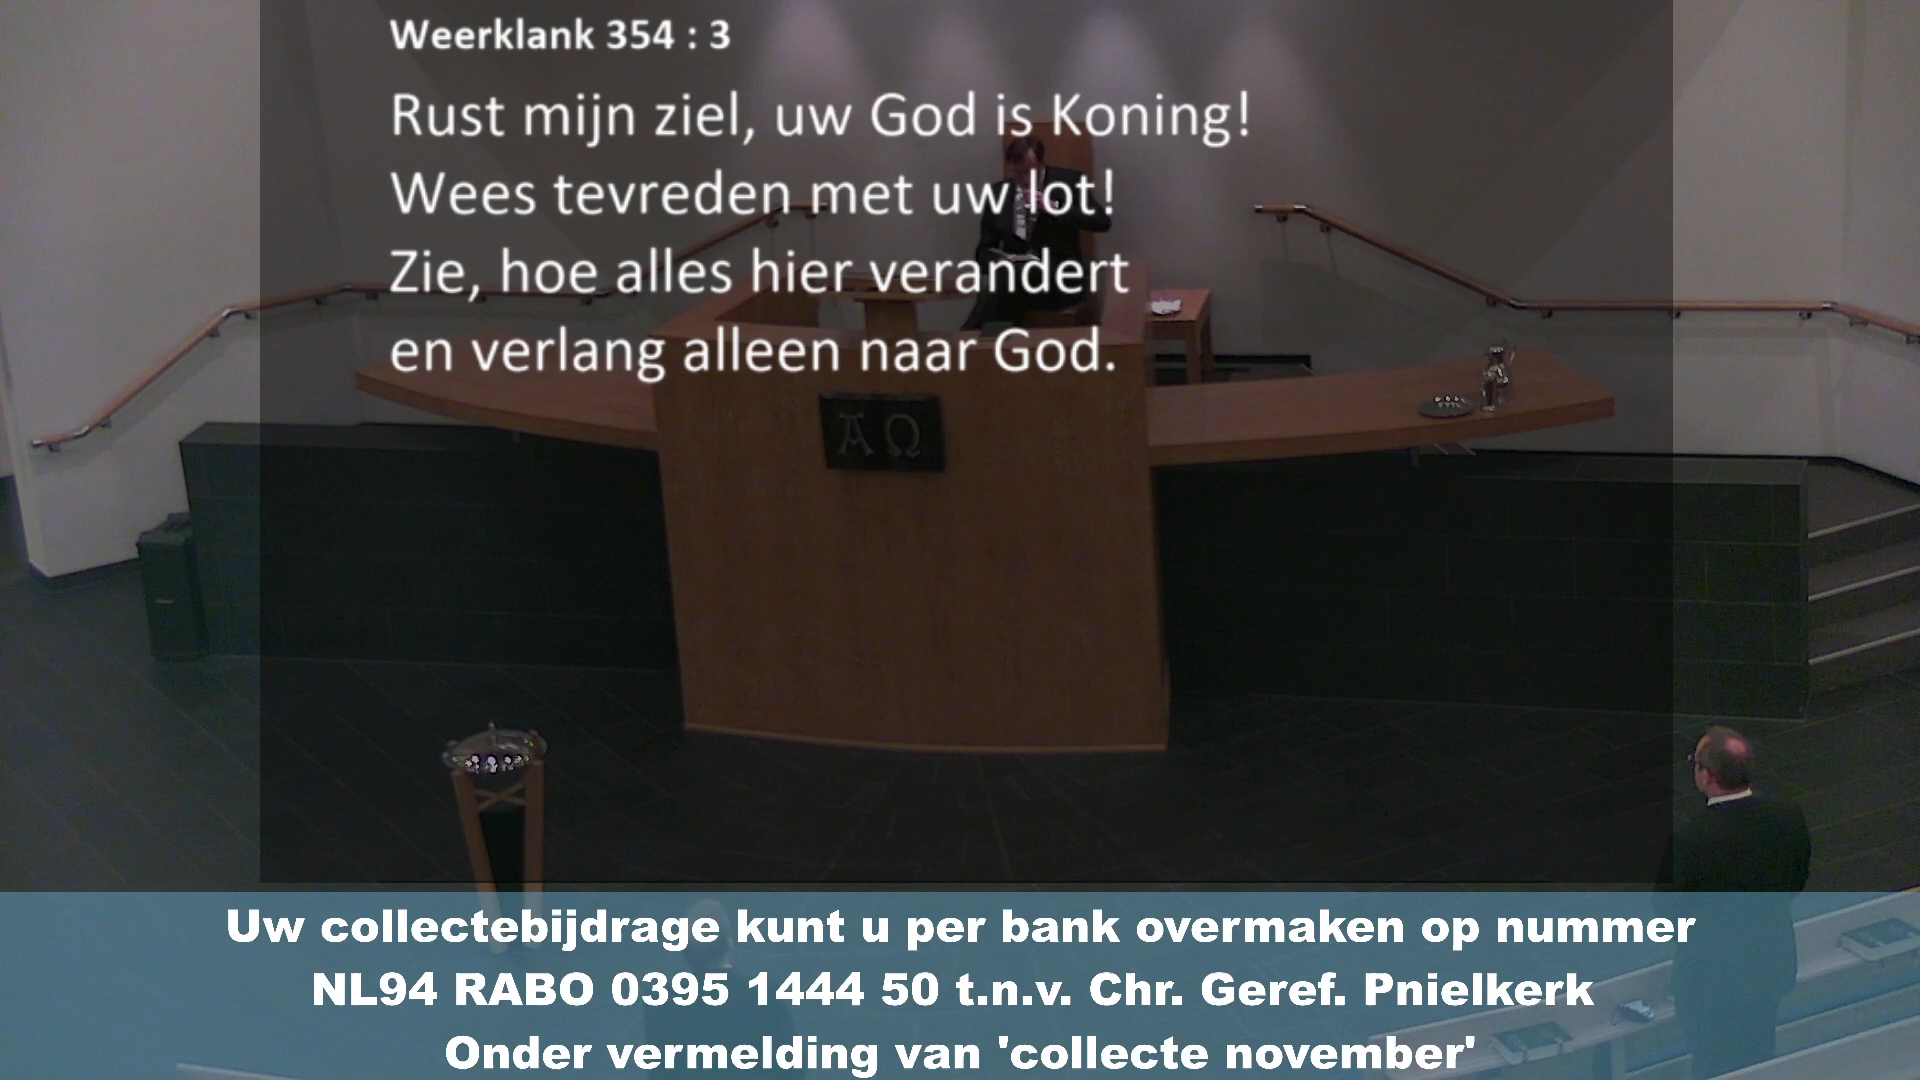 Weerklank 354 : 3
Rust mijn ziel, uw God is Koning!
Wees tevreden met uw lot!
Zie, hoe alles hier verandert
en verlang alleen naar God.
Α Ω
Uw collectebijdrage kunt u per bank overmaken op nummer
NL94 RABO 0395 1444 50 t.n.v. Chr. Geref. Pnielkerk
Onder vermelding van 'collecte november'